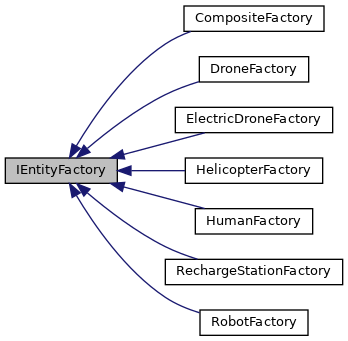 CompositeFactory
DroneFactory
ElectricDroneFactory
IEntityFactory
HelicopterFactory
HumanFactory
RechargeStationFactory
RobotFactory